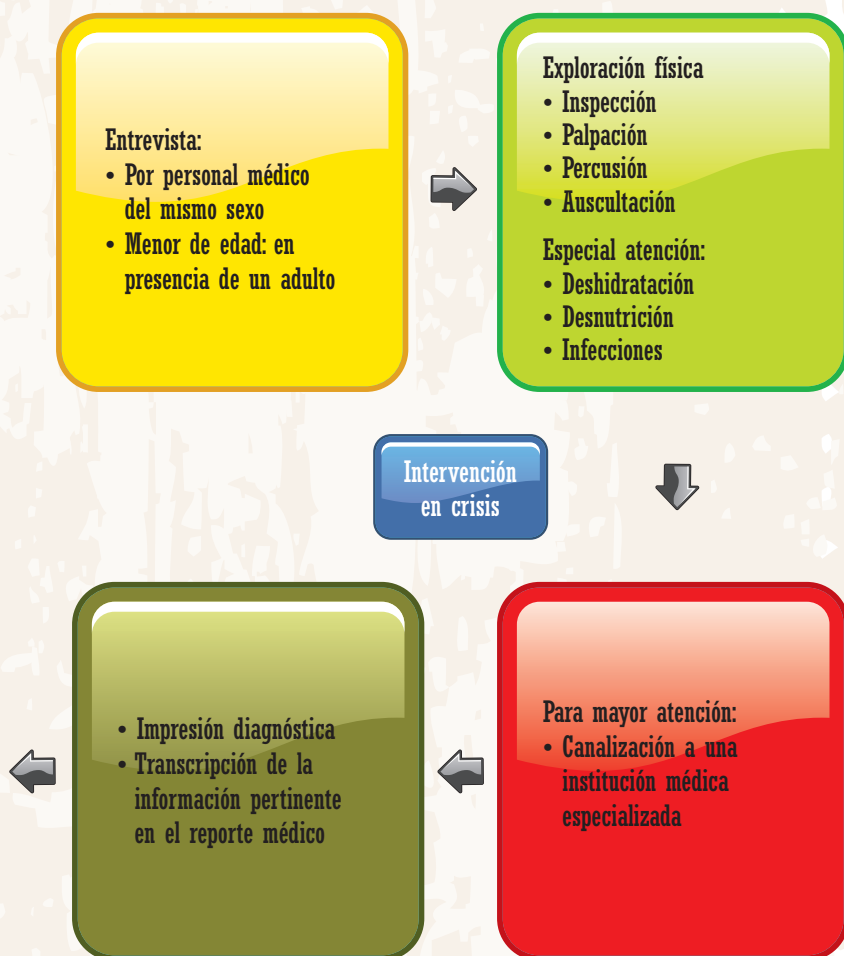 Entrevista:
• Por personal médico
del mismo sexo
• Menor de edad: en
presencia de un adulto
Exploración física
• Inspección
• Palpación
• Percusión
• Auscultación
Especial atención:
• Deshidratación
• Desnutrición
• Infecciones
Intervención
en crisis
Para mayor atención:
• Canalización a una
institución médica
especializada
• Impresión diagnóstica
• Transcripción de la
información pertinente
en el reporte médico